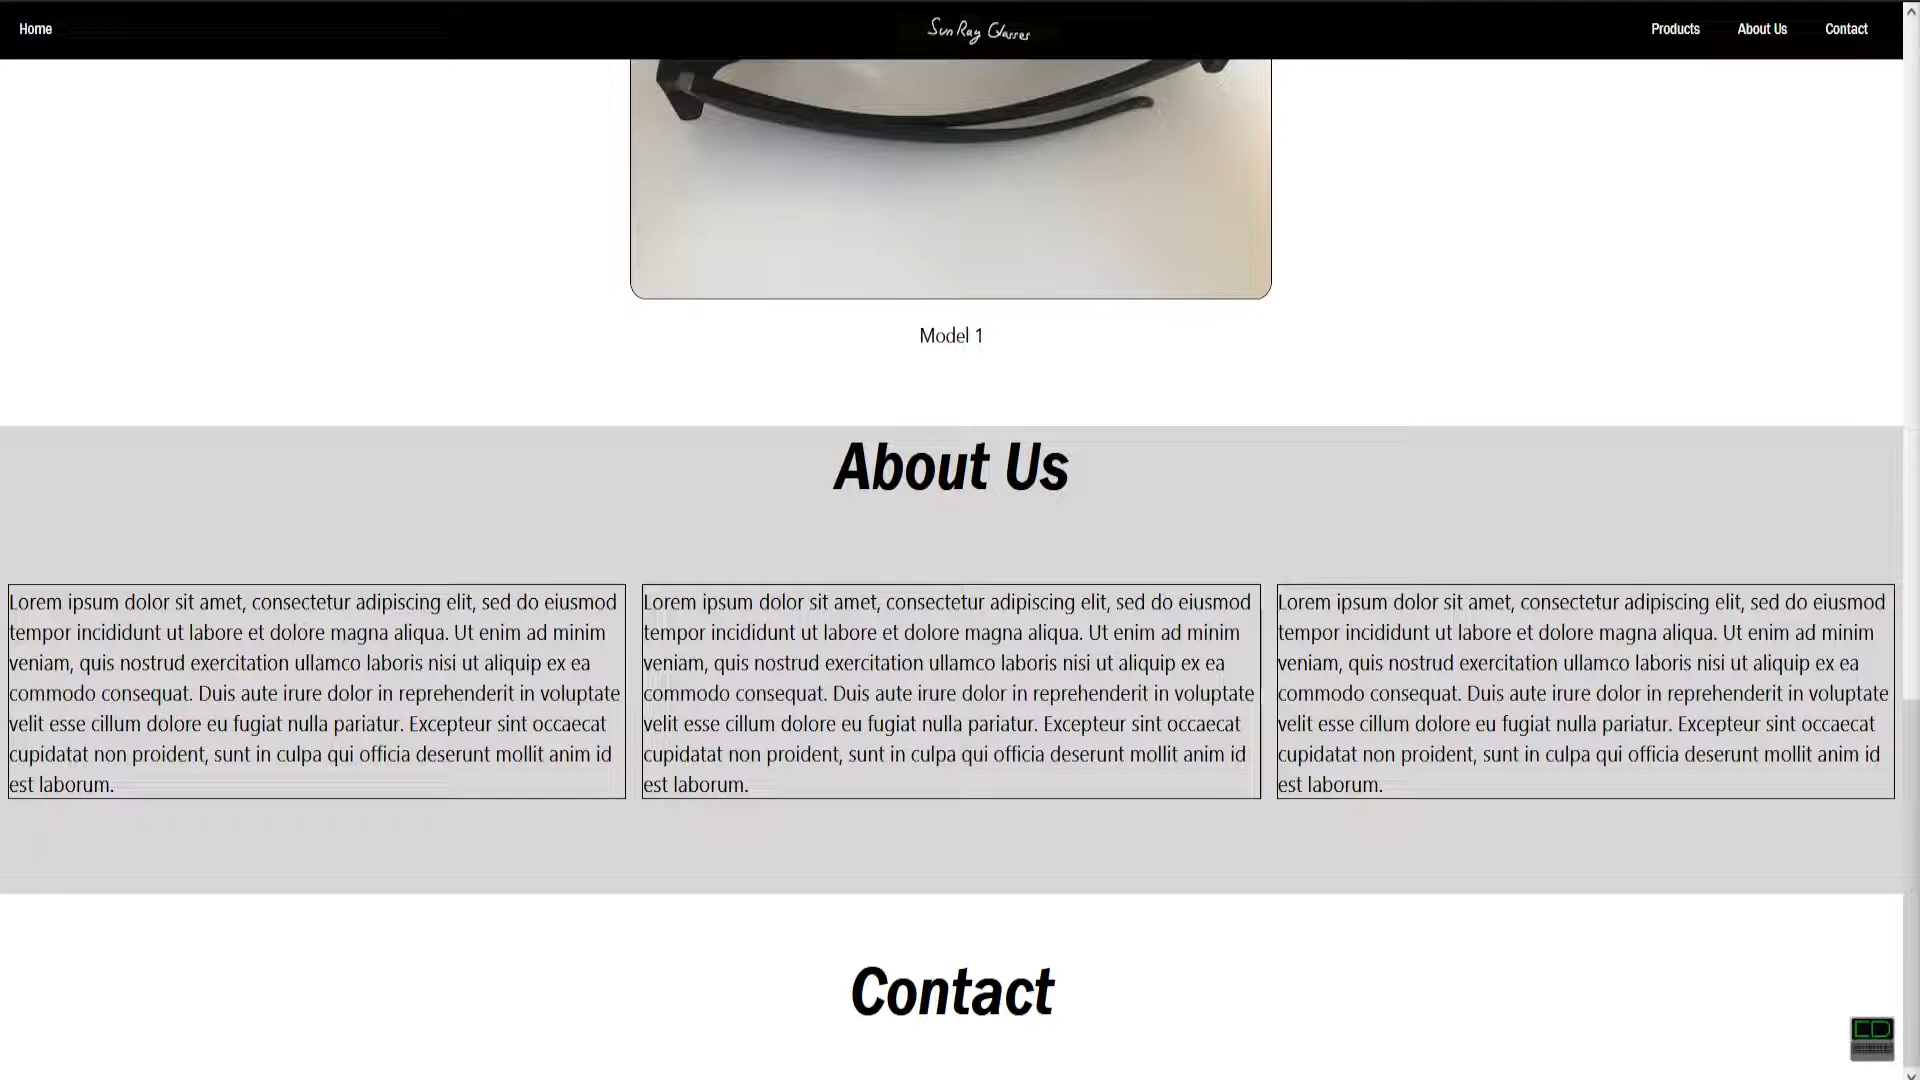 Home
SunRay Glasses
Products
About Us
Contact
Model 1
About Us
Lorem ipsum dolor sit amet, consectetur adipiscing elit, sed do eiusmod
tempor incididunt ut labore et dolore magna aliqua. Ut enim ad minim
veniam, quis nostrud exercitation ullamco laboris nisi ut aliquip ex ea
commodo consequat. Duis aute irure dolor in reprehenderit in voluptate
velit esse cillum dolore eu fugiat nulla pariatur. Excepteur sint occaecat
cupidatat non proident, sunt in culpa qui officia deserunt mollit anim id
est laborum.
Lorem ipsum dolor sit amet, consectetur adipiscing elit, sed do eiusmod
tempor incididunt ut labore et dolore magna aliqua. Ut enim ad minim
veniam, quis nostrud exercitation ullamco laboris nisi ut aliquip ex ea
commodo consequat. Duis aute irure dolor in reprehenderit in voluptate
velit esse cillum dolore eu fugiat nulla pariatur. Excepteur sint occaecat
cupidatat non proident, sunt in culpa qui officia deserunt mollit anim id
est laborum.
Lorem ipsum dolor sit amet, consectetur adipiscing elit, sed do eiusmod
tempor incididunt ut labore et dolore magna aliqua. Ut enim ad minim
veniam, quis nostrud exercitation ullamco laboris nisi ut aliquip ex ea
commodo consequat. Duis aute irure dolor in reprehenderit in voluptate
velit esse cillum dolore eu fugiat nulla pariatur. Excepteur sint occaecat
cupidatat non proident, sunt in culpa qui officia deserunt mollit anim id
est laborum.
Contact
CD